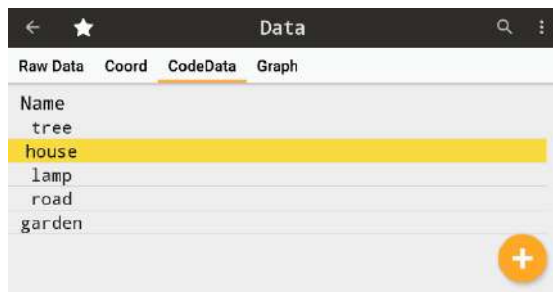 Data
Raw Data Coord CodeData Graph
Name
tree
house
lamp
road
garden